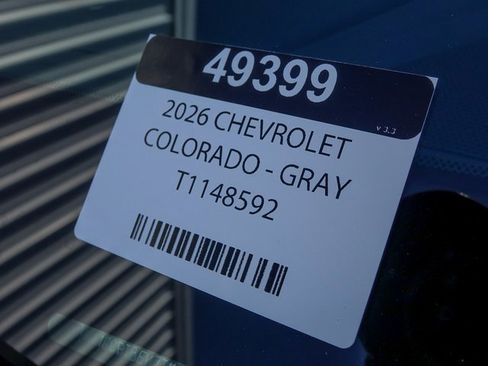 49399
v 3.3
2026 CHEVROLET
COLORADO - GRAY
T1148592